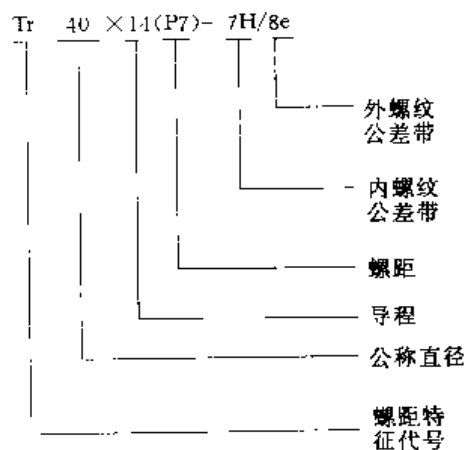 Tr 40 ×14(P7)- 7H/8e
外螺纹
公差带
内螺纹
公差带
螺距
导程
公称直径
螺距特
征代号